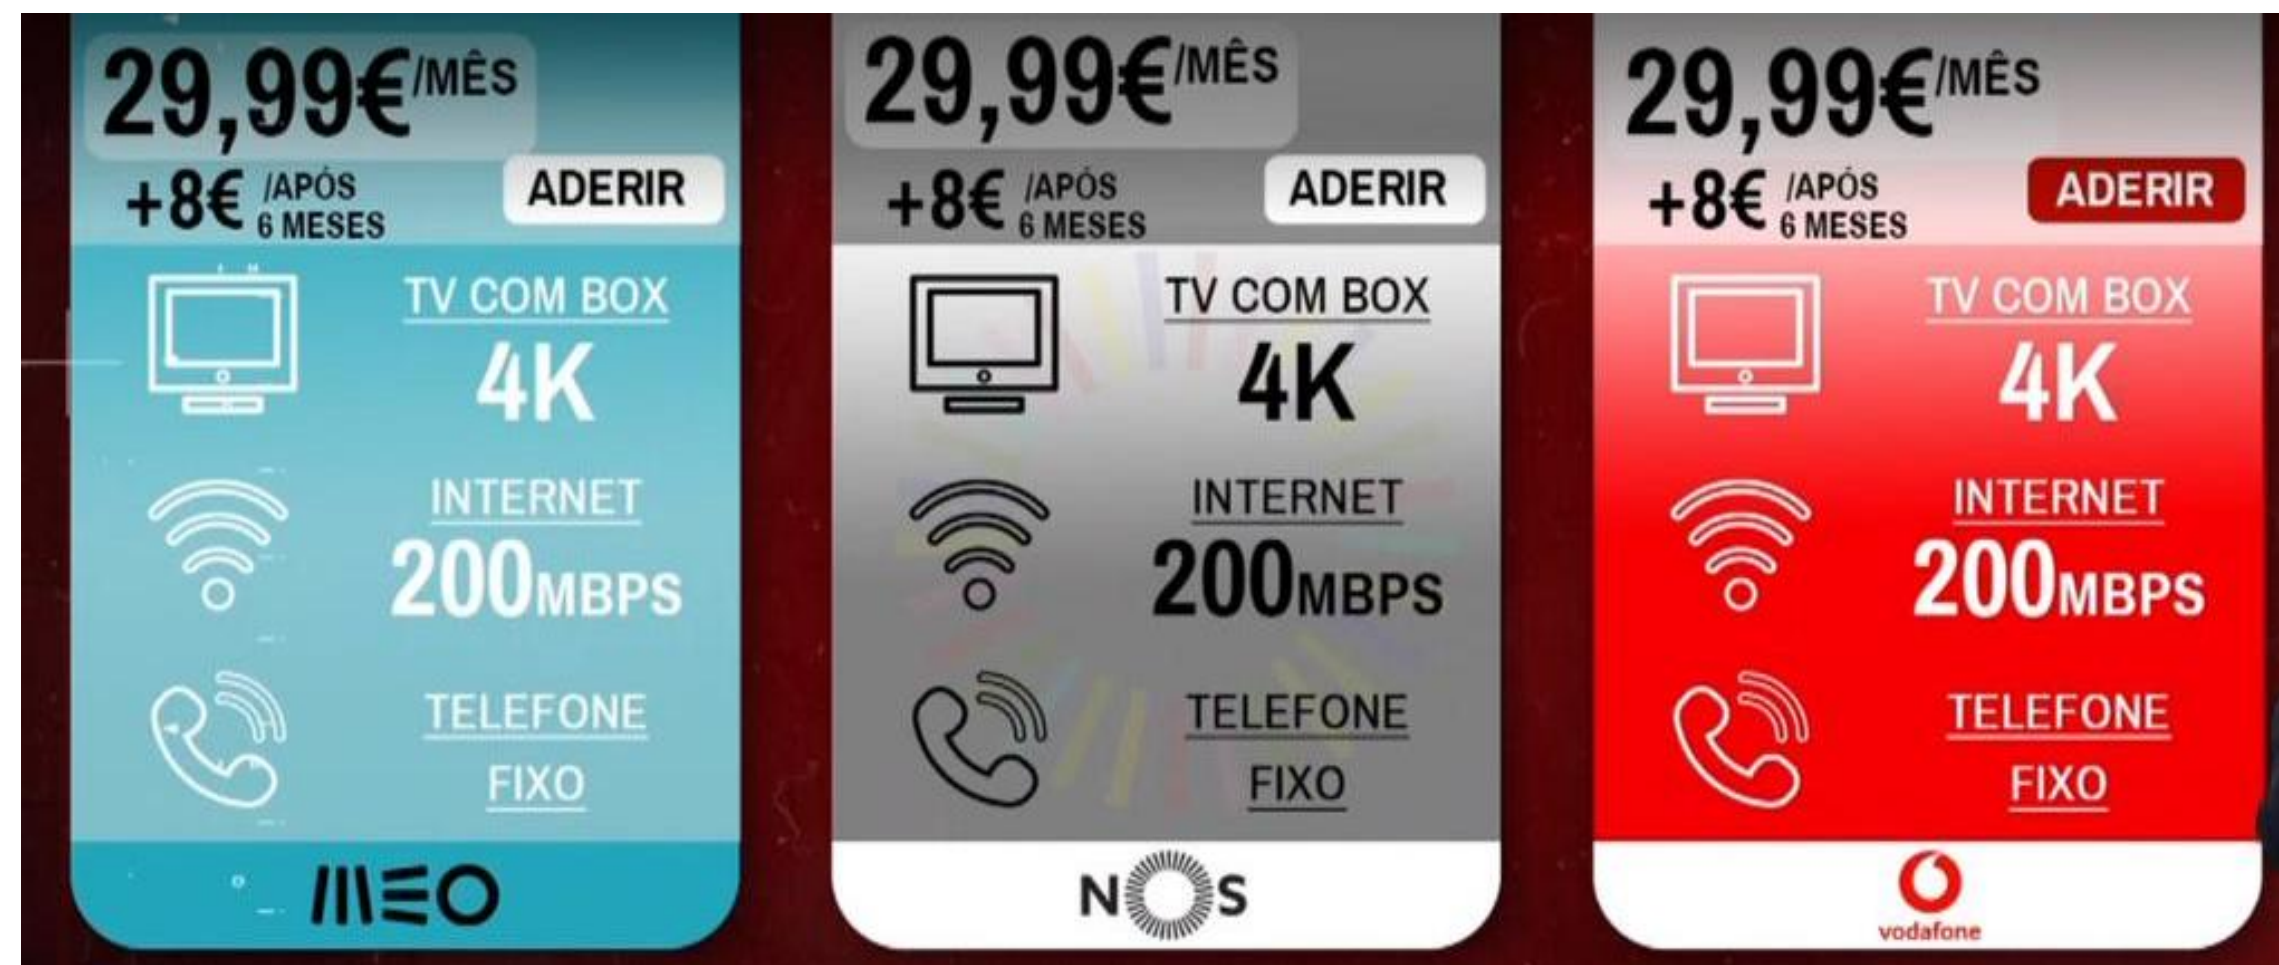 29,99€/MÊS
+8€ /APÓS
6 MESES
ADERIR
TV COM BOX
4K
INTERNET
200MBPS
TELEFONE
FIXO
MEO
29,99€/MÊS
+8€ /APÓS
6 MESES
ADERIR
TV COM BOX
4K
INTERNET
200MBPS
TELEFONE
FIXO
NOS
29,99€/MÊS
+8€ /APÓS
6 MESES
ADERIR
TV COM BOX
4K
INTERNET
200MBPS
TELEFONE
FIXO
vodafone